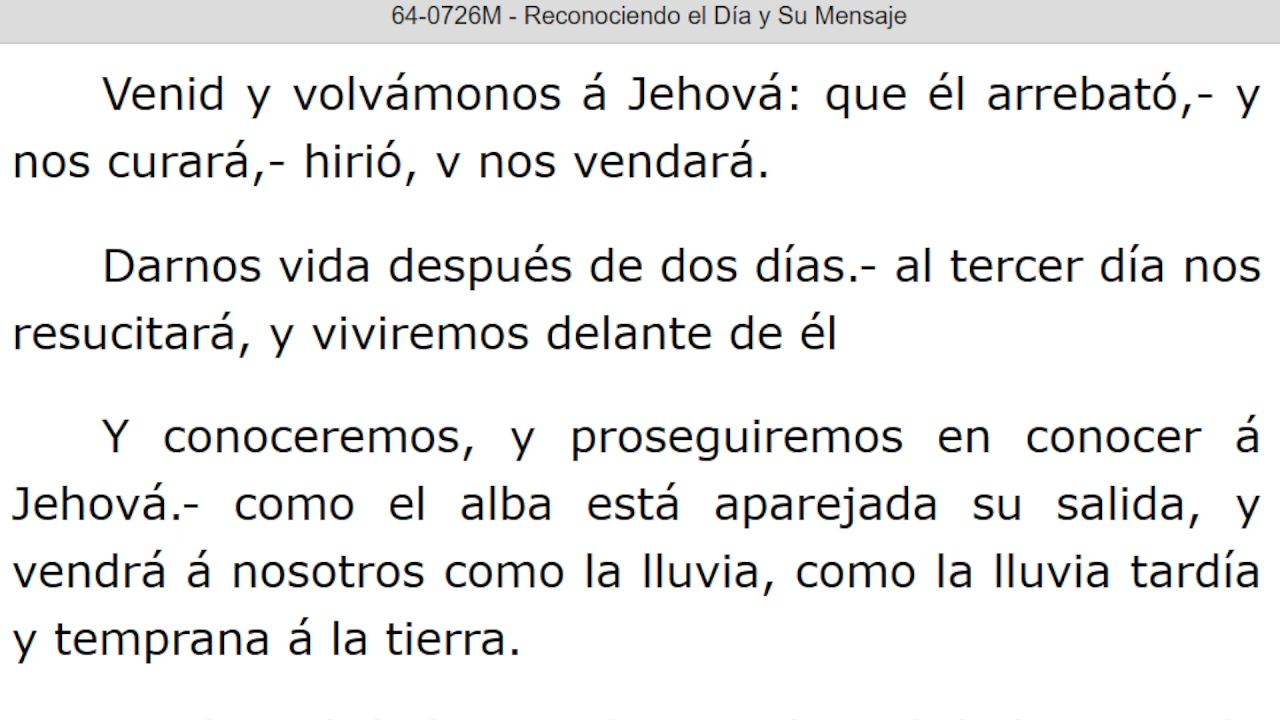 64-0726M - Reconociendo el Día y Su Mensaje
Venid y volvámonos á Jehová: que él arrebató,- y
nos curará,- hirió, v nos vendará.
Darnos vida después de dos días.- al tercer día nos
resucitará, y viviremos delante de él
Y conoceremos, y proseguiremos en conocer á
Jehová.- como el alba está aparejada su salida, y
vendrá á nosotros como la lluvia, como la lluvia tardía
y temprana á la tierra.